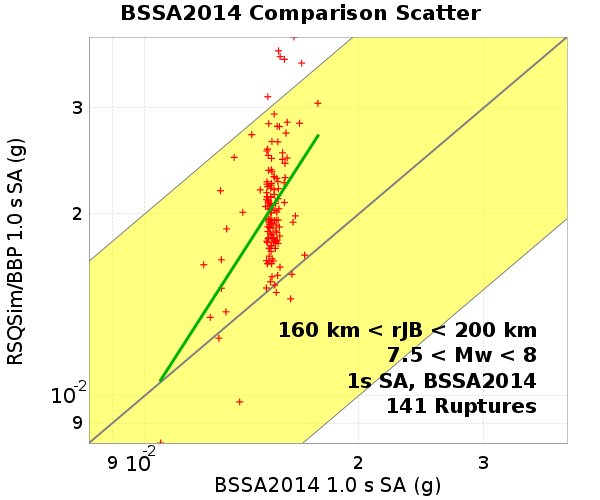 BSSA2014 Comparison Scatter
RSQSim/BBP 1.0 s SA (g)
3
2
10-2
9
160 km < rJB < 200 km
7.5 < Mw < 8
1s SA, BSSA2014
141 Ruptures
9 10-2 2 3
BSSA2014 1.0 s SA (g)